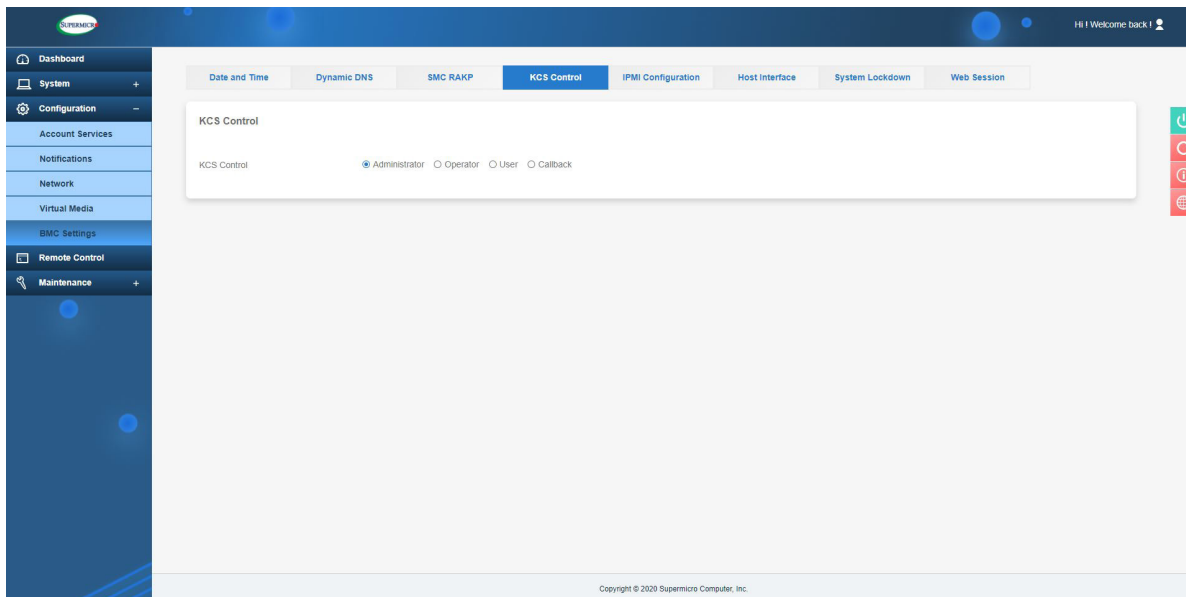 SUPERMICR
Hi ! Welcome back !
Dashboard
System +
Configuration −
Account Services
Notifications
Network
Virtual Media
BMC Settings
Remote Control
Maintenance +
Date and Time Dynamic DNS SMC RAKP KCS Control IPMI Configuration Host Interface System Lockdown Web Session
KCS Control
KCS Control Administrator Operator User Callback
Copyright © 2020 Supermicro Computer, Inc.